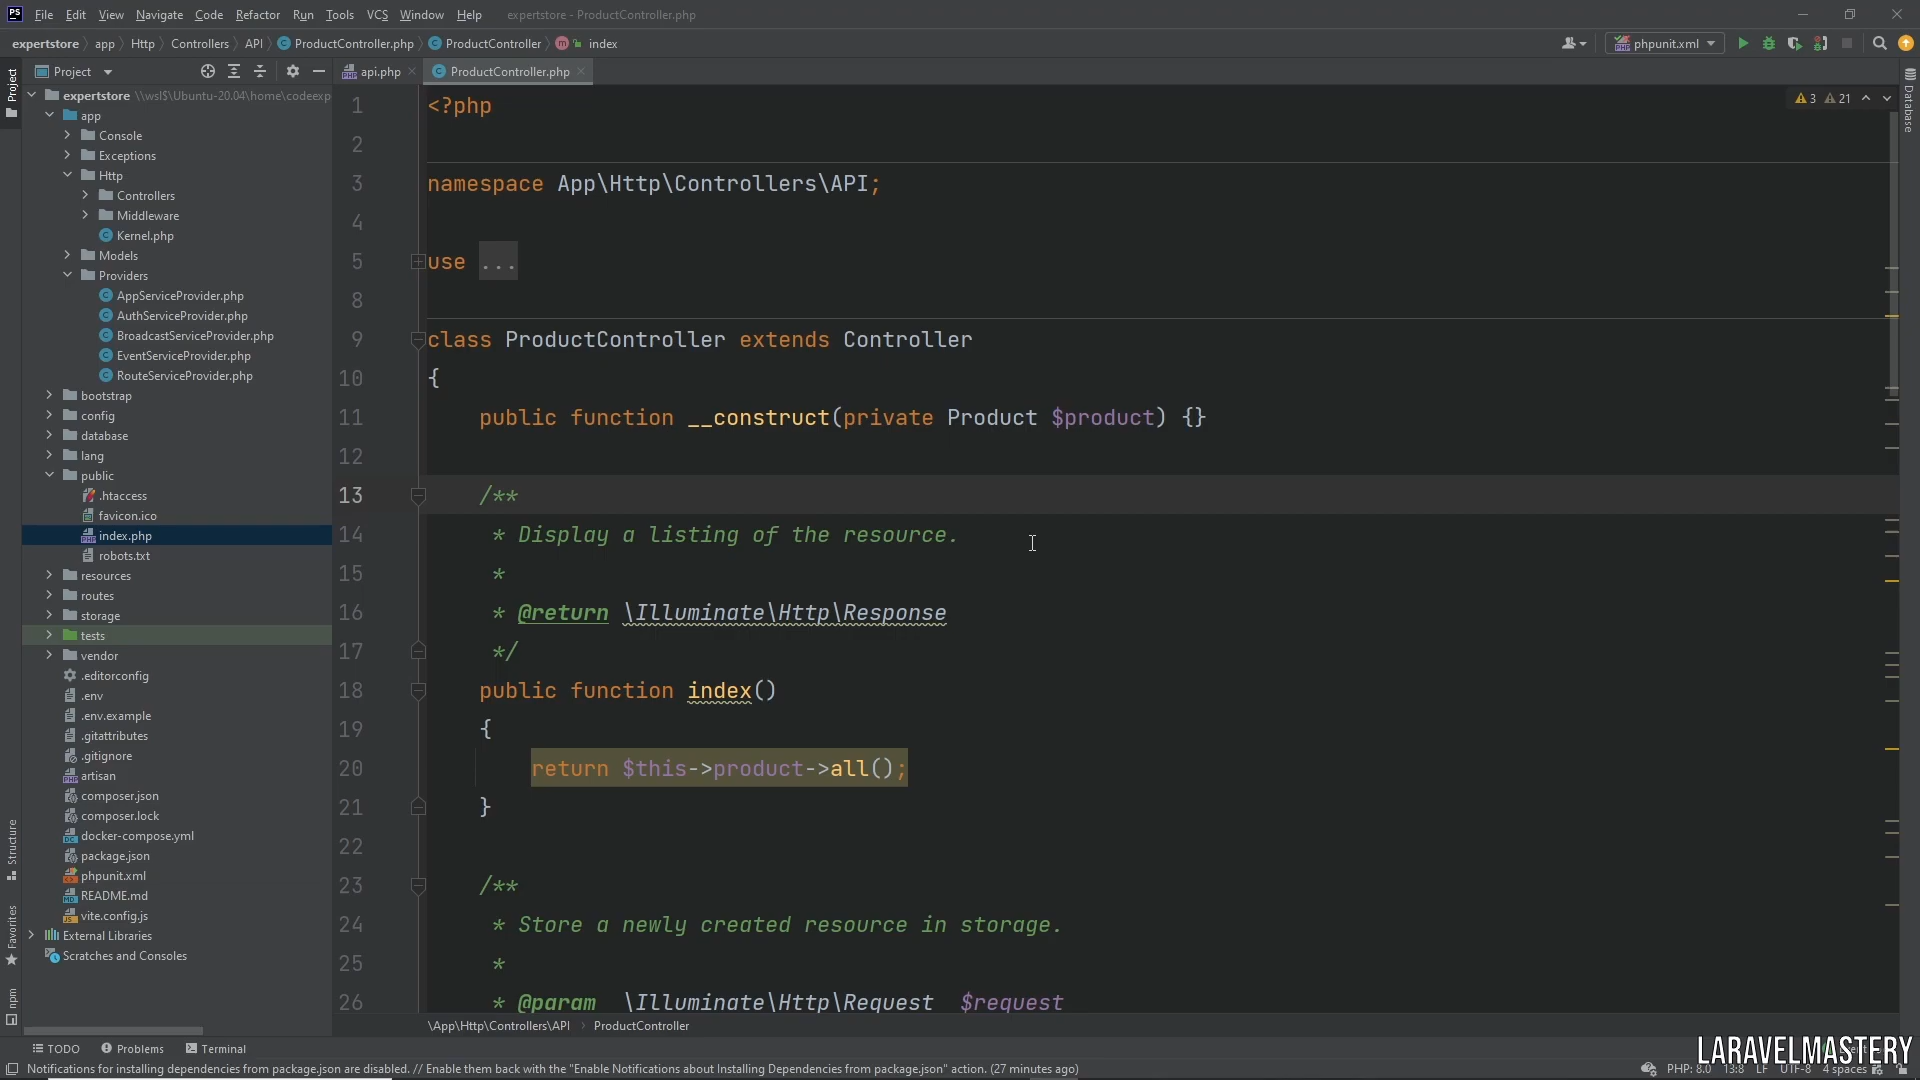 PS File Edit View Navigate Code Refactor Run Tools VCS Window Help expertstore - ProductController.php
expertstore app Http Controllers API ProductController.php ProductController m index phpunit.xml
Project api.php ProductController.php
Project
expertstore \\wsl$\Ubuntu-20.04\home\codeexp
app
Console
Exceptions
Http
Controllers
Middleware
Kernel.php
Models
Providers
AppServiceProvider.php
AuthServiceProvider.php
BroadcastServiceProvider.php
EventServiceProvider.php
RouteServiceProvider.php
bootstrap
config
database
lang
public
.htaccess
favicon.ico
index.php
robots.txt
resources
routes
storage
tests
vendor
.editorconfig
.env
.env.example
.gitattributes
.gitignore
artisan
composer.json
composer.lock
docker-compose.yml
package.json
phpunit.xml
README.md
vite.config.js
External Libraries
Scratches and Consoles
Structure
Favorites
npm
1 <?php
2
3 namespace App\Http\Controllers\API;
4
5 use ...
8
9 class ProductController extends Controller
10 {
11 public function __construct(private Product $product) {}
12
13 /**
14 * Display a listing of the resource.
15 *
16 * @return \Illuminate\Http\Response
17 */
18 public function index()
19 {
20 return $this->product->all();
21 }
22
23 /**
24 * Store a newly created resource in storage.
25 *
26 * @param \Illuminate\Http\Request $request
3 21
Database
\App\Http\Controllers\API ProductController
TODO Problems Terminal
LARAVELMASTERY
Notifications for installing dependencies from package.json are disabled. // Enable them back with the "Enable Notifications about Installing Dependencies from package.json" action. (27 minutes ago) PHP: 8.0 13:8 LF UTF-8 4 spaces